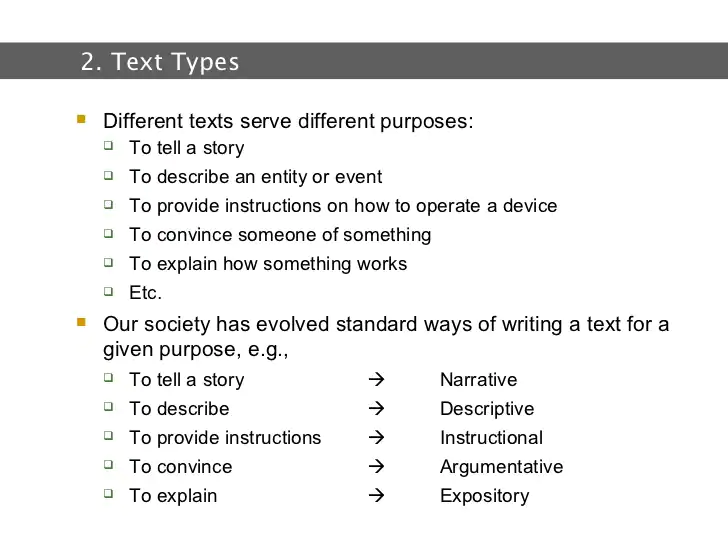 2. Text Types
Different texts serve different purposes:
To tell a story
To describe an entity or event
To provide instructions on how to operate a device
To convince someone of something
To explain how something works
Etc.
Our society has evolved standard ways of writing a text for a
given purpose, e.g.,
To tell a story → Narrative
To describe → Descriptive
To provide instructions → Instructional
To convince → Argumentative
To explain → Expository